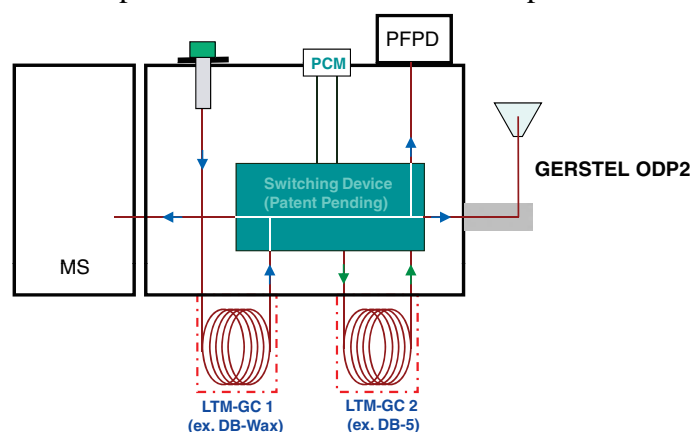 PFPD
PCM
GERSTEL ODP2
Switching Device
(Patent Pending)
MS
LTM-GC 1
(ex. DB-Wax)
LTM-GC 2
(ex. DB-5)